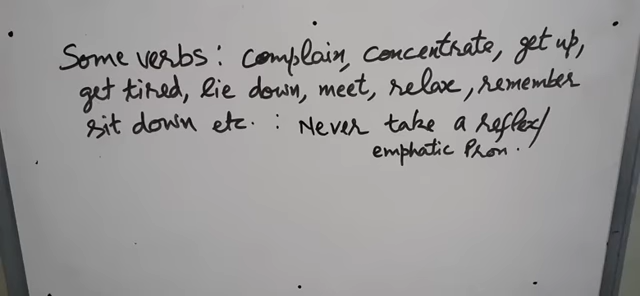 Some verbs : complain, concentrate, get up,
get tired, lie down, meet, relax, remember
sit down etc. : Never take a reflex/
emphatic Pron.